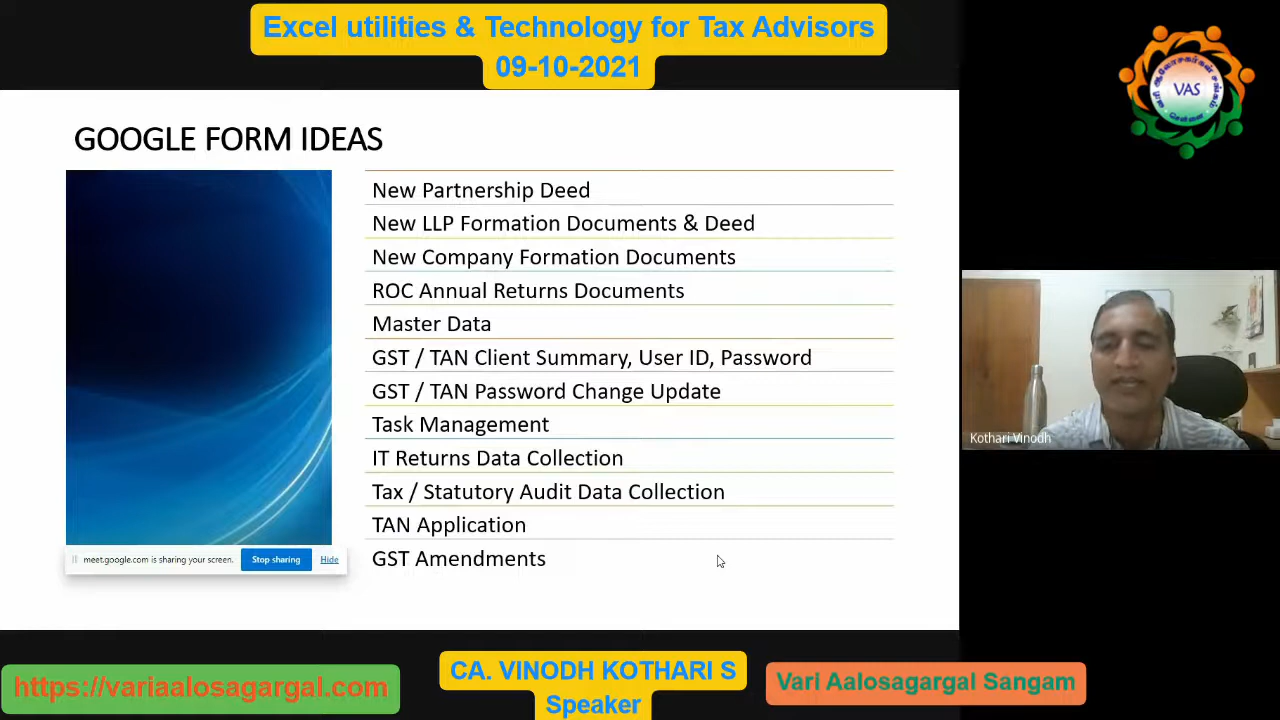 Excel utilities & Technology for Tax Advisors
09-10-2021
VAS
GOOGLE FORM IDEAS
New Partnership Deed
New LLP Formation Documents & Deed
New Company Formation Documents
ROC Annual Returns Documents
Master Data
GST / TAN Client Summary, User ID, Password
GST / TAN Password Change Update
Task Management
IT Returns Data Collection
Tax / Statutory Audit Data Collection
TAN Application
GST Amendments
meet.google.com is sharing your screen. Stop sharing Hide
Kothari Vinodh
https://variaalosagargal.com
CA. VINODH KOTHARI S
Speaker
Vari Aalosagargal Sangam